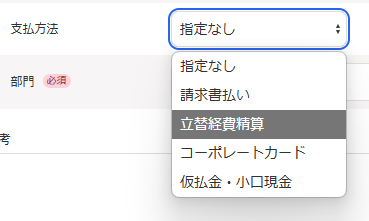 支払方法
指定なし
指定なし
部門 必須
請求書払い
立替経費精算
考
コーポレートカード
仮払金・小口現金